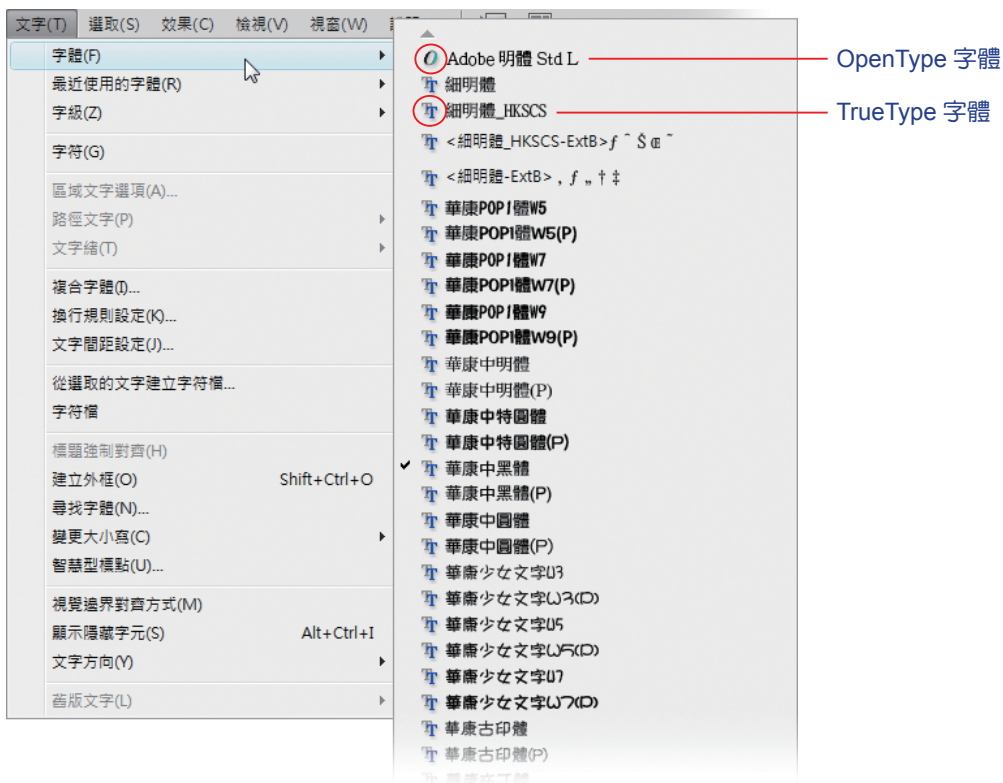 文字(T) 選取(S) 效果(C) 檢視(V) 視窗(W)
字體(F)
最近使用的字體(R)
字級(Z)
字符(G)
區域文字選項(A)...
路徑文字(P)
文字緒(T)
複合字體(I)...
換行規則設定(K)...
文字間距設定(J)...
從選取的文字建立字符檔...
字符檔
標題強制對齊(H)
建立外框(O) Shift+Ctrl+O
尋找字體(N)...
變更大小寫(C)
智慧型標點(U)...
視覺邊界對齊方式(M)
顯示隱藏字元(S) Alt+Ctrl+I
文字方向(Y)
舊版文字(L)
Adobe 明體 Std L
細明體
細明體_HKSCS
<細明體_HKSCS-ExtB>ƒ ˆ Š Œ ˜
<細明體-ExtB> ‚ ƒ „ † ‡
華康POP1體W5
華康POP1體W5(P)
華康POP1體W7
華康POP1體W7(P)
華康POP1體W9
華康POP1體W9(P)
華康中明體
華康中明體(P)
華康中特圓體
華康中特圓體(P)
華康中黑體
華康中黑體(P)
華康中圓體
華康中圓體(P)
華康少女文字W3
華康少女文字W3(P)
華康少女文字W5
華康少女文字W5(P)
華康少女文字W7
華康少女文字W7(P)
華康古印體
華康古印體(P)
OpenType 字體
TrueType 字體